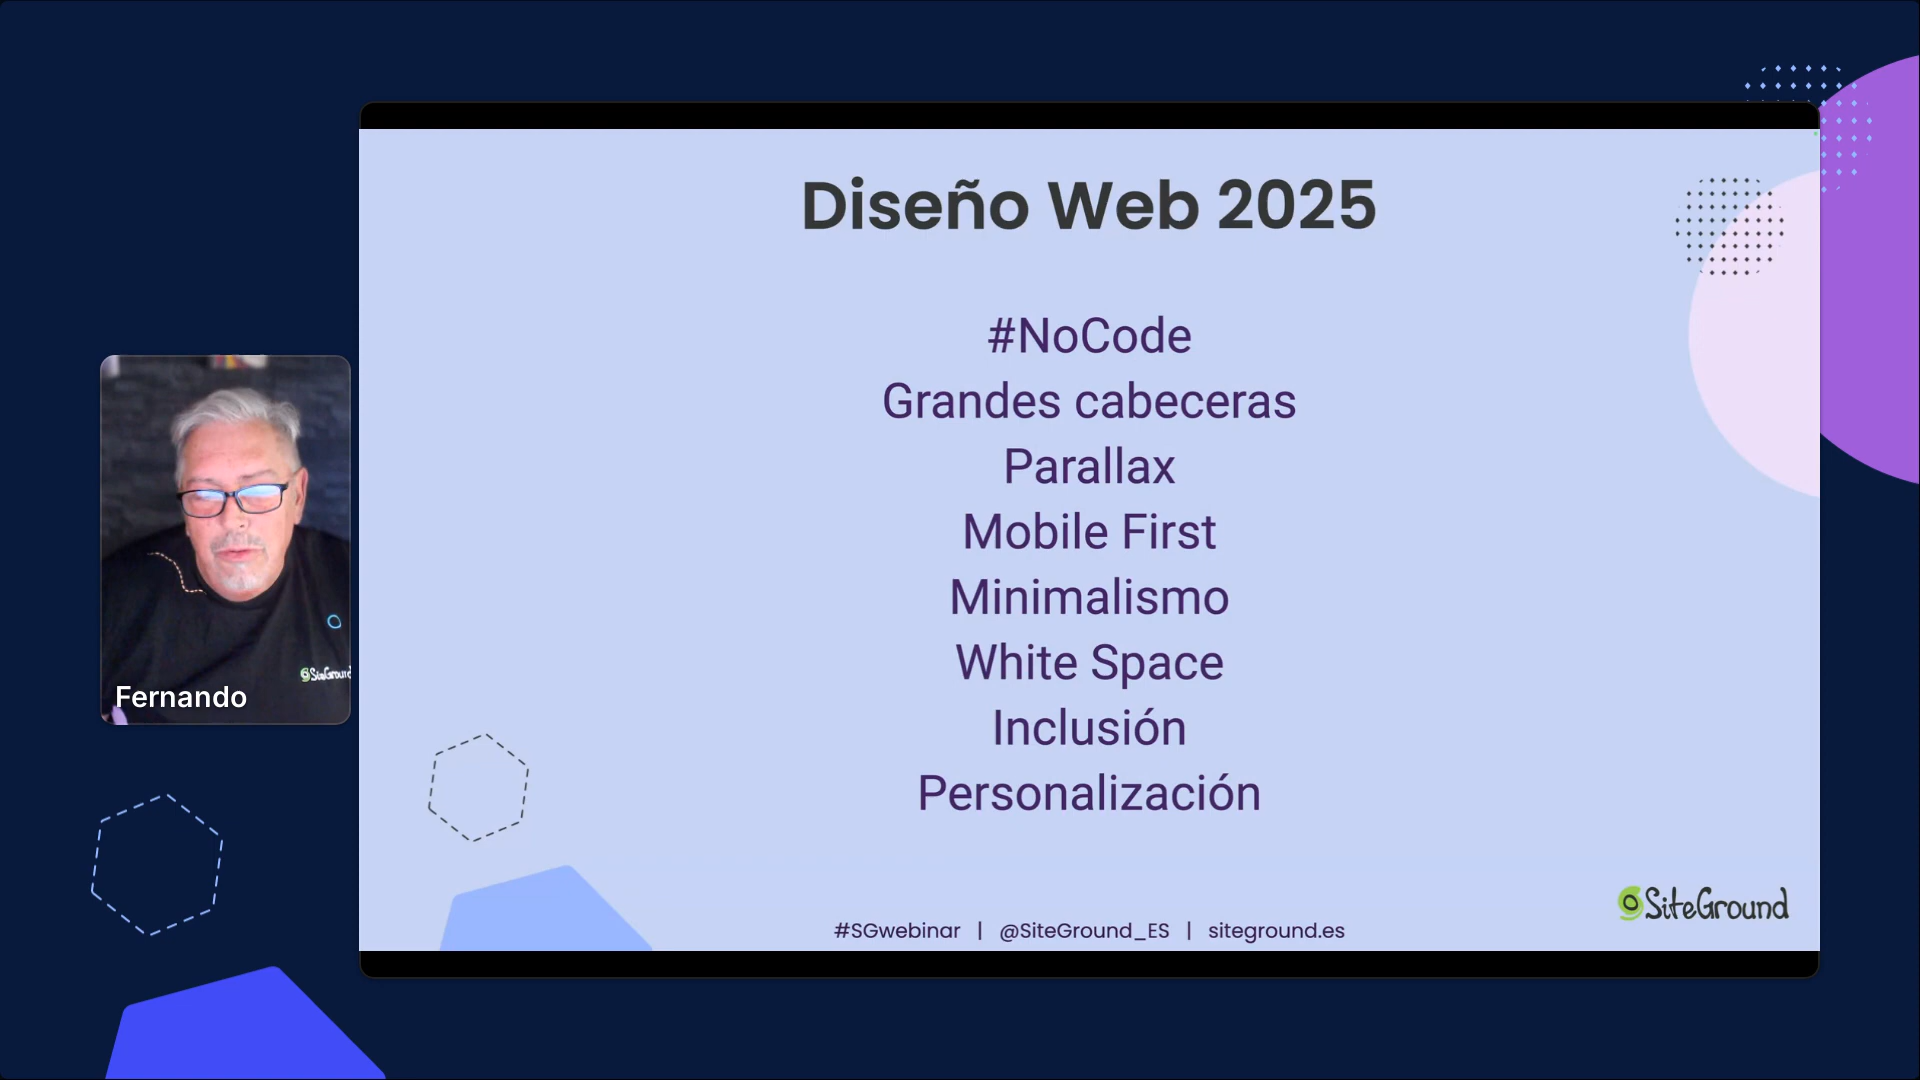 Diseño Web 2025
#NoCode
Grandes cabeceras
Parallax
Mobile First
Minimalismo
White Space
Inclusión
Personalización
SiteGround
Fernando
#SGwebinar | @SiteGround_ES | siteground.es
SiteGround